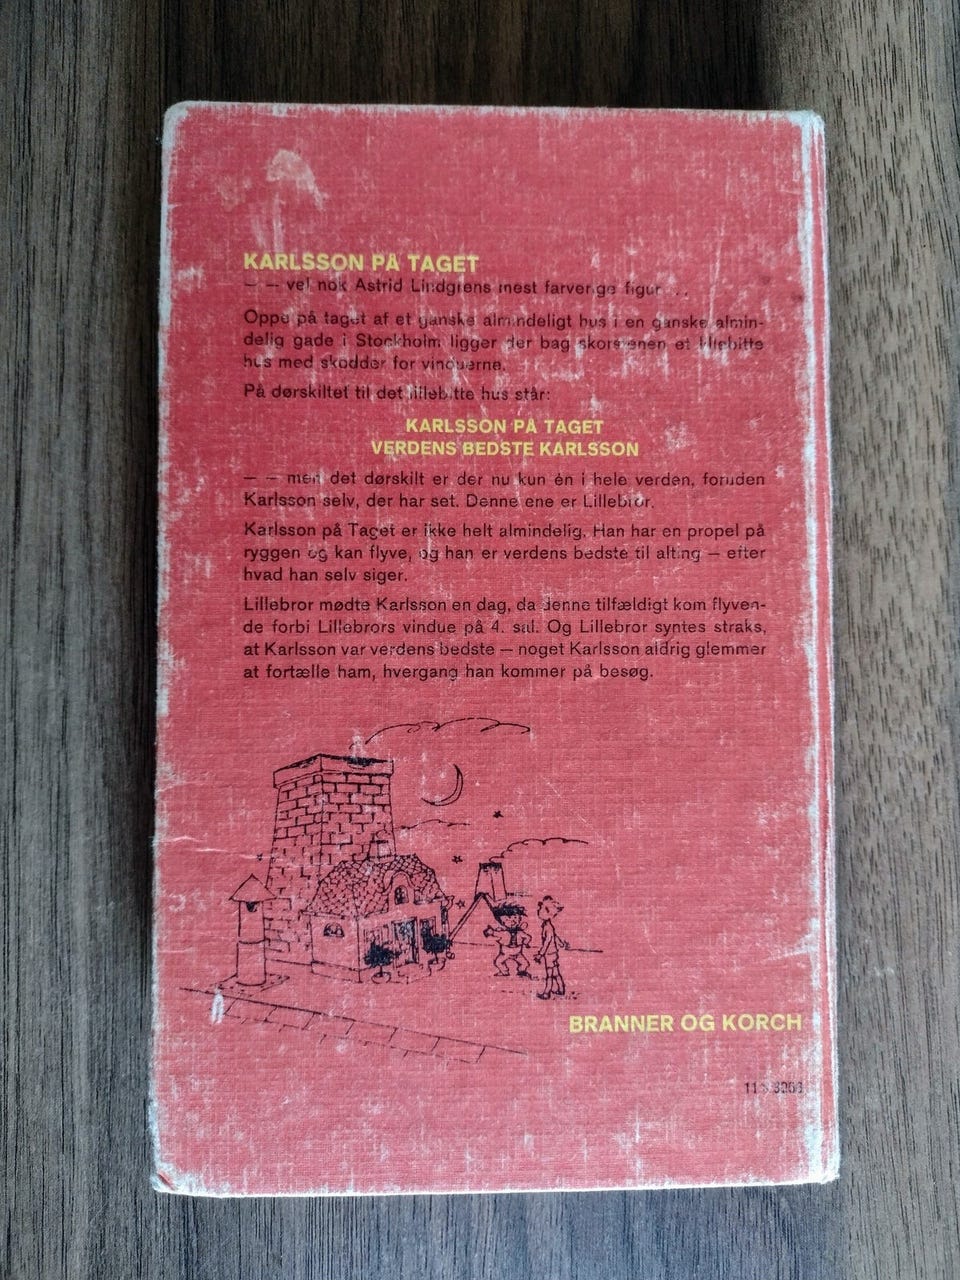 KARLSSON PÅ TAGET
— — vel nok Astrid Lindgrens mest farverige figur ...
Oppe på taget af et ganske almindeligt hus i en ganske almin-
delig gade i Stockholm ligger der bag skorstenen et lillebitte
hus med skodder for vinduerne.
På dørskiltet til det lillebitte hus står:
KARLSSON PÅ TAGET
VERDENS BEDSTE KARLSSON
— — men det dørskilt er der nu kun én i hele verden, foruden
Karlsson selv, der har set. Denne ene er Lillebror.
Karlsson på Taget er ikke helt almindelig. Han har en propel på
ryggen og kan flyve, og han er verdens bedste til alting — efter
hvad han selv siger.
Lillebror mødte Karlsson en dag, da denne tilfældigt kom flyven-
de forbi Lillebrors vindue på 4. sal. Og Lillebror syntes straks,
at Karlsson var verdens bedste — noget Karlsson aldrig glemmer
at fortælle ham, hvergang han kommer på besøg.
BRANNER OG KORCH